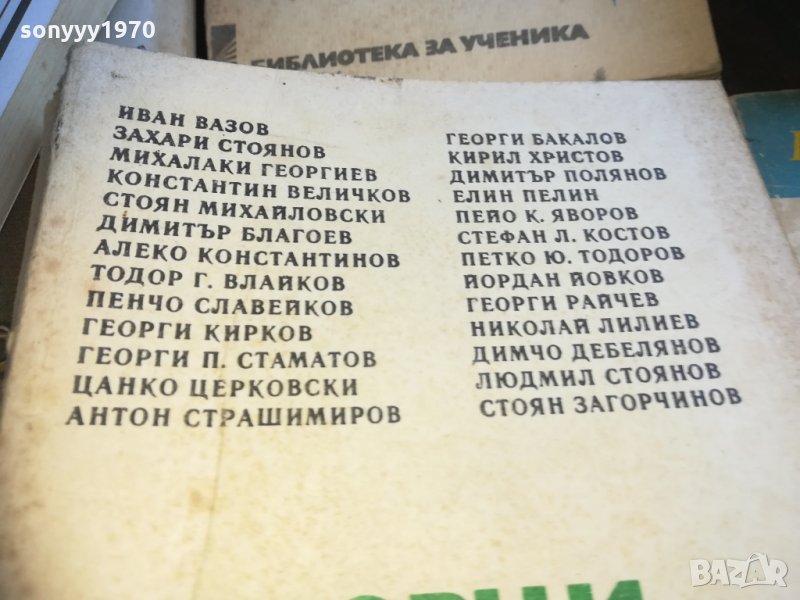 sonyyy1970
БИБЛИОТЕКА ЗА УЧЕНИКА
ИВАН ВАЗОВ
ЗАХАРИ СТОЯНОВ
МИХАЛАКИ ГЕОРГИЕВ
КОНСТАНТИН ВЕЛИЧКОВ
СТОЯН МИХАЙЛОВСКИ
ДИМИТЪР БЛАГОЕВ
АЛЕКО КОНСТАНТИНОВ
ТОДОР Г. ВЛАЙКОВ
ПЕНЧО СЛАВЕЙКОВ
ГЕОРГИ КИРКОВ
ГЕОРГИ П. СТАМАТОВ
ЦАНКО ЦЕРКОВСКИ
АНТОН СТРАШИМИРОВ
ГЕОРГИ БАКАЛОВ
КИРИЛ ХРИСТОВ
ДИМИТЪР ПОЛЯНОВ
ЕЛИН ПЕЛИН
ПЕЙО К. ЯВОРОВ
СТЕФАН Л. КОСТОВ
ПЕТКО Ю. ТОДОРОВ
ЙОРДАН ЙОВКОВ
ГЕОРГИ РАЙЧЕВ
НИКОЛАЙ ЛИЛИЕВ
ДИМЧО ДЕБЕЛЯНОВ
ЛЮДМИЛ СТОЯНОВ
СТОЯН ЗАГОРЧИНОВ
BAZAR